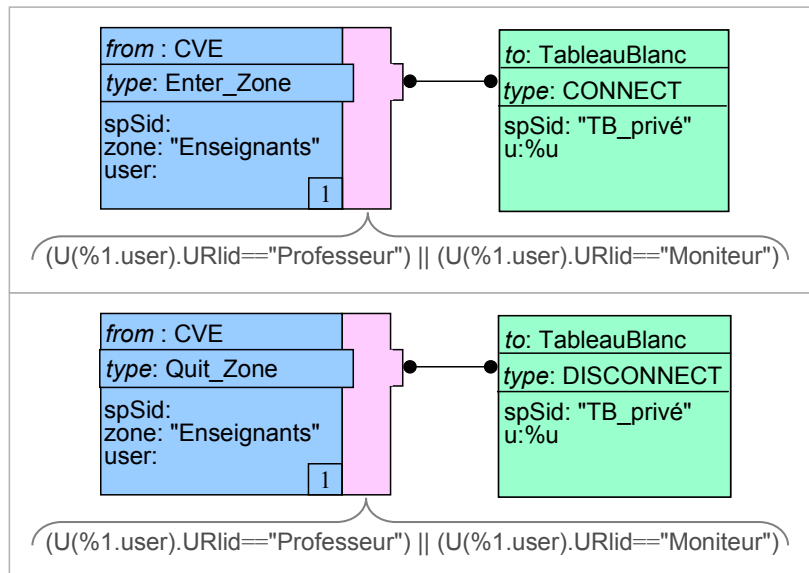 from : CVE
type: Enter_Zone
spSid:
zone: "Enseignants"
user:
1
to: TableauBlanc
type: CONNECT
spSid: "TB_privé"
u:%u
(U(%1.user).URlid=="Professeur") || (U(%1.user).URlid=="Moniteur")
from : CVE
type: Quit_Zone
spSid:
zone: "Enseignants"
user:
1
to: TableauBlanc
type: DISCONNECT
spSid: "TB_privé"
u:%u
(U(%1.user).URlid=="Professeur") || (U(%1.user).URlid=="Moniteur")